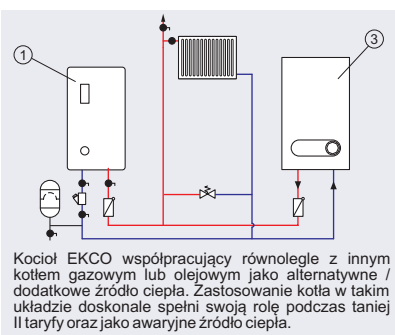 1
3
Kocioł EKCO współpracujący równolegle z innym
kotłem gazowym lub olejowym jako alternatywne /
dodatkowe źródło ciepła. Zastosowanie kotła w takim
układzie doskonale spełni swoją rolę podczas taniej
II taryfy oraz jako awaryjne źródło ciepła.